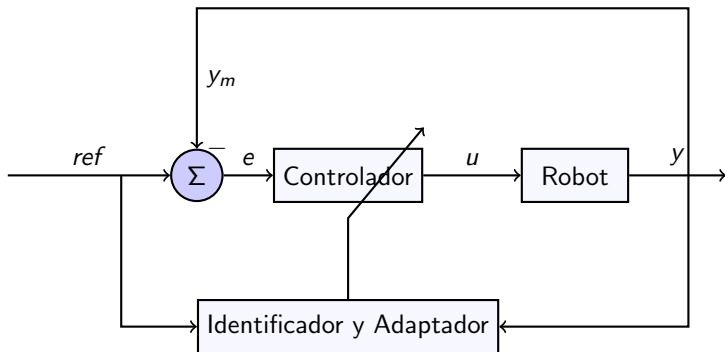 y_m
−
ref
Σ
e
Controlador
u
Robot
y
Identificador y Adaptador